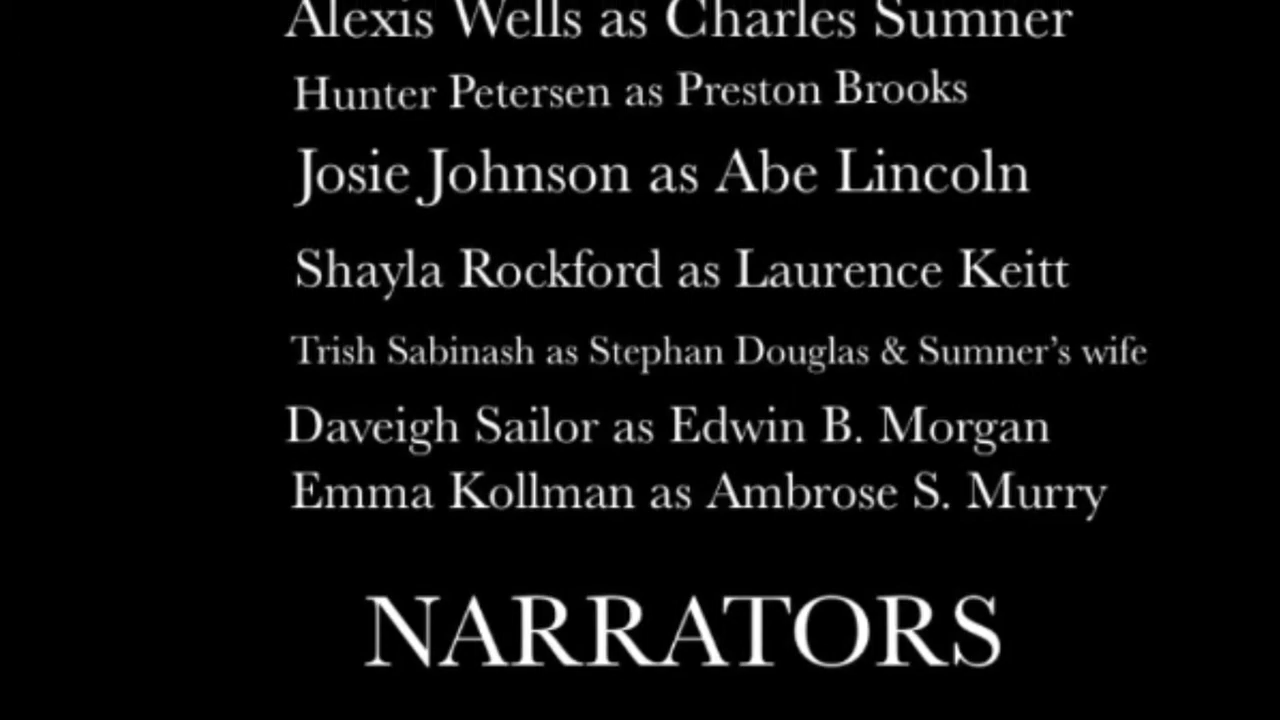 Alexis Wells as Charles Sumner
Hunter Petersen as Preston Brooks
Josie Johnson as Abe Lincoln
Shayla Rockford as Laurence Keitt
Trish Sabinash as Stephan Douglas & Sumner’s wife
Daveigh Sailor as Edwin B. Morgan
Emma Kollman as Ambrose S. Murry
NARRATORS